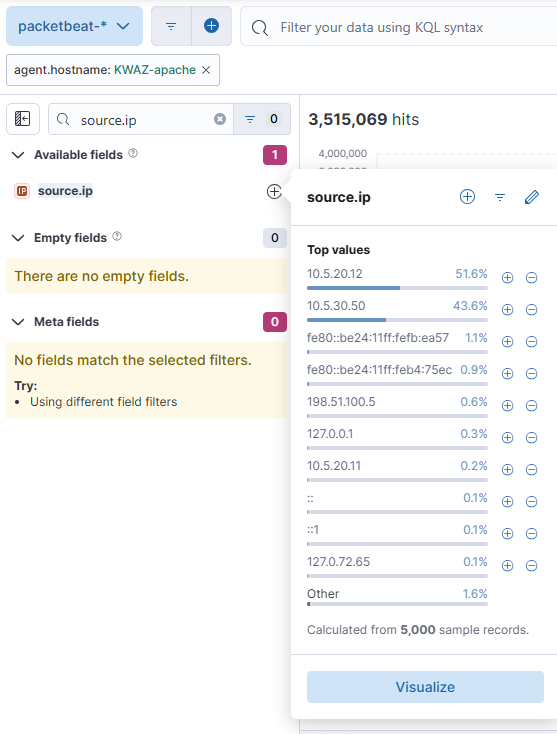 packetbeat-*
Filter your data using KQL syntax
agent.hostname: KWAZ-apache
source.ip
0
3,515,069 hits
4,000,000
Available fields
1
IP
source.ip
Empty fields
0
There are no empty fields.
Meta fields
0
No fields match the selected filters.
Try:
• Using different field filters
source.ip
Top values
10.5.20.12 51.6%
10.5.30.50 43.6%
fe80::be24:11ff:fefb:ea57 1.1%
fe80::be24:11ff:feb4:75ec 0.9%
198.51.100.5 0.6%
127.0.0.1 0.3%
10.5.20.11 0.2%
:: 0.1%
::1 0.1%
127.0.72.65 0.1%
Other 1.6%
Calculated from 5,000 sample records.
Visualize